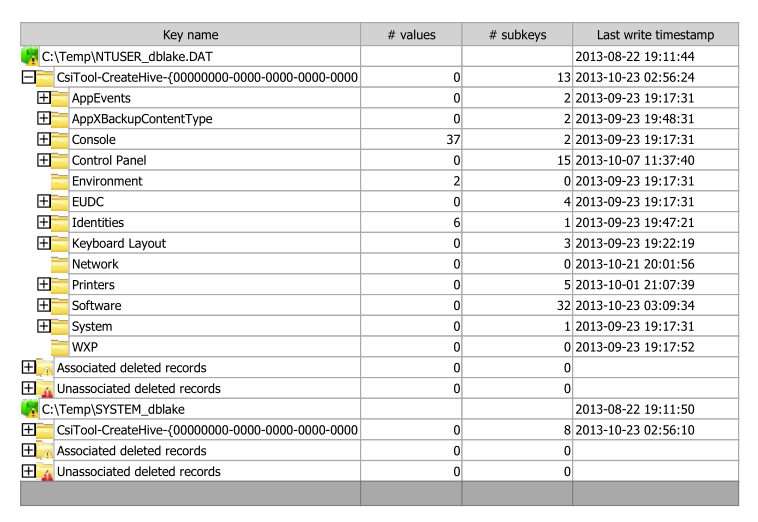 Key name # values # subkeys Last write timestamp
C:\Temp\NTUSER_dblake.DAT 2013-08-22 19:11:44
CsiTool-CreateHive-{00000000-0000-0000-0000-0000 0 13 2013-10-23 02:56:24
AppEvents 0 2 2013-09-23 19:17:31
AppXBackupContentType 0 2 2013-09-23 19:48:31
Console 37 2 2013-09-23 19:17:31
Control Panel 0 15 2013-10-07 11:37:40
Environment 2 0 2013-09-23 19:17:31
EUDC 0 4 2013-09-23 19:17:31
Identities 6 1 2013-09-23 19:47:21
Keyboard Layout 0 3 2013-09-23 19:22:19
Network 0 0 2013-10-21 20:01:56
Printers 0 5 2013-10-01 21:07:39
Software 0 32 2013-10-23 03:09:34
System 0 1 2013-09-23 19:17:31
WXP 0 0 2013-09-23 19:17:52
Associated deleted records 0 0
Unassociated deleted records 0 0
C:\Temp\SYSTEM_dblake 2013-08-22 19:11:50
CsiTool-CreateHive-{00000000-0000-0000-0000-0000 0 8 2013-10-23 02:56:10
Associated deleted records 0 0
Unassociated deleted records 0 0